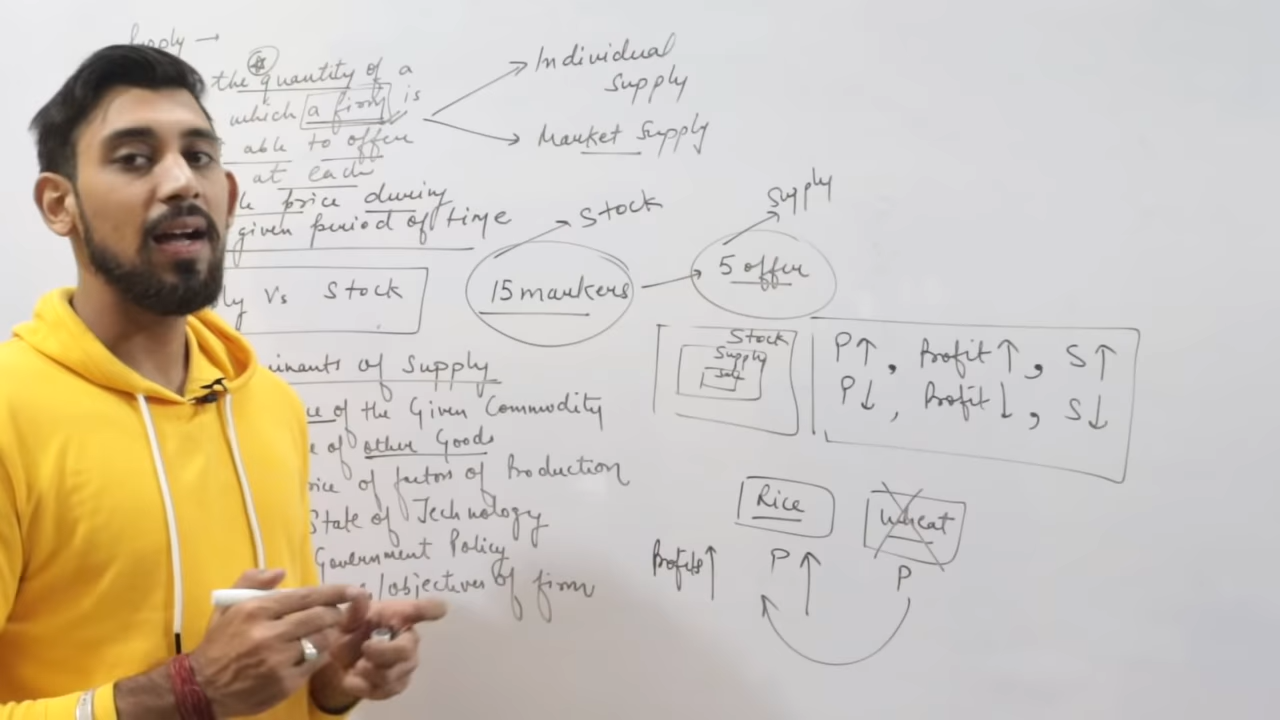 Supply →
the quantity of a
which a firm is
able to offer
at each
price during
given period of time
Individual
Supply
Market Supply
Vs Stock
Stock
15 markers
Supply
5 offer
Stock
Supply
Sale
P↑, Profit↑, S↑
P↓, Profit↓, S↓
inants of Supply
of the Given Commodity
of other Goods
rice of factors of Production
State of Technology
Government Policy
/objectives of firm
Rice
Wheat
Profits↑ P↑
P